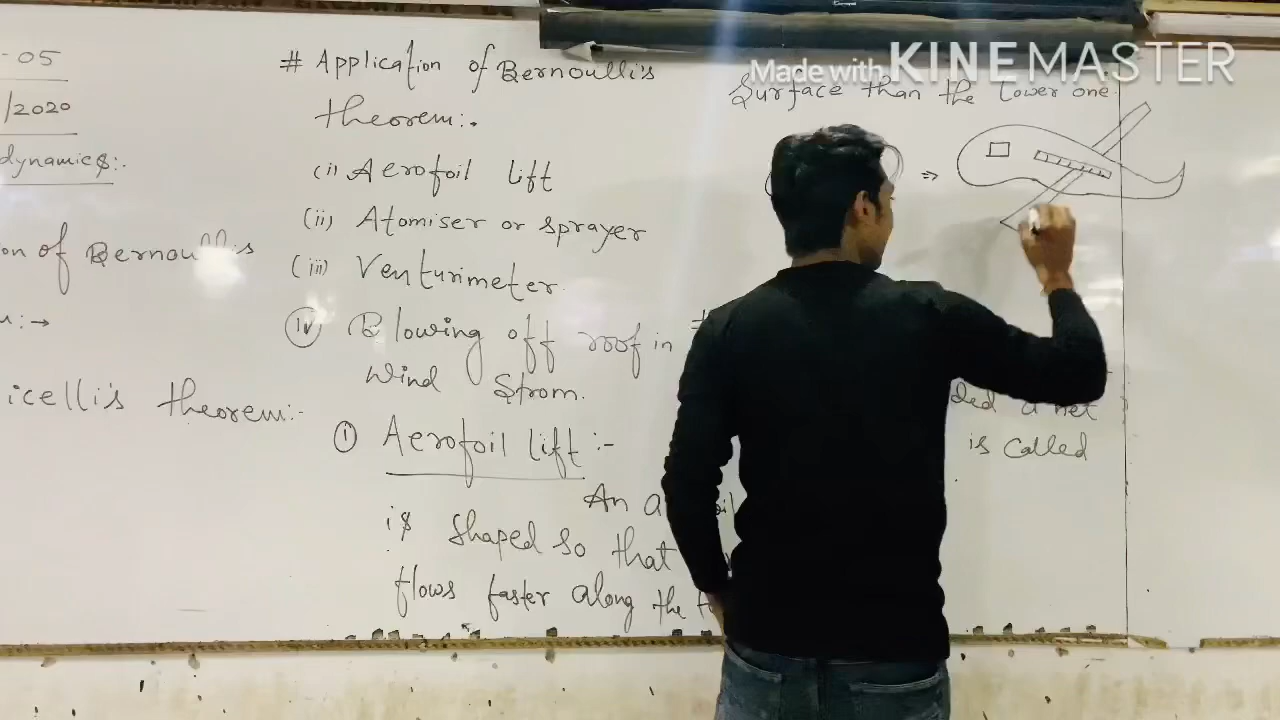 -05
/2020
dynamics:.
on of Bernoullis
icelli's theorem:-
# Application of Bernoulli's
theorem:.
(i) Aerofoil lift
(ii) Atomiser or sprayer
(iii) Venturimeter.
(iv) Blowing off roof in
Wind Strom.
(1) Aerofoil lift :-
An
is shaped so that
flows faster along the
Surface than the lower one.
a net
is called
Made with KINEMASTER